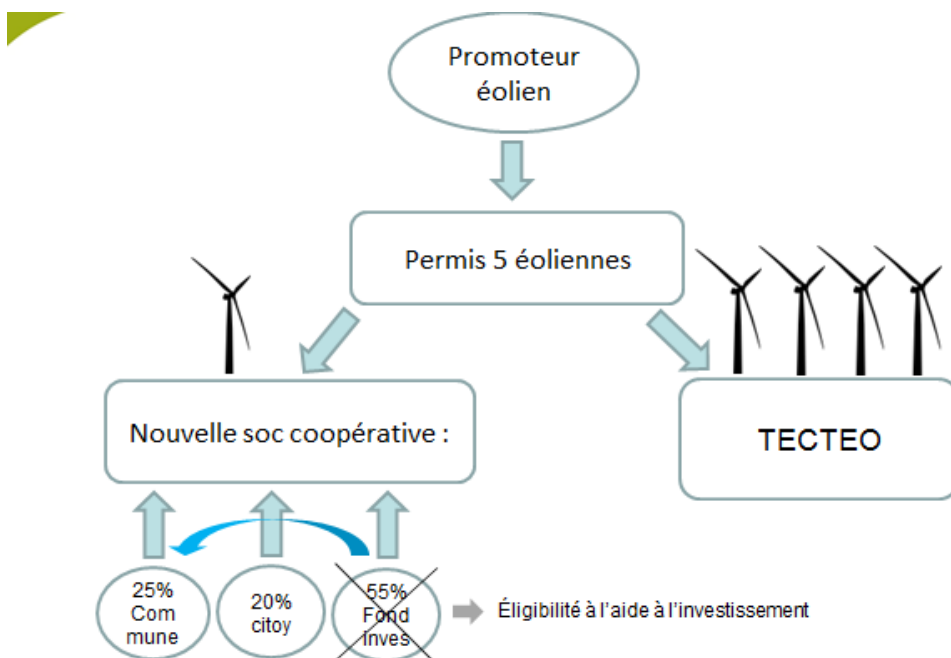 Promoteur
éolien
Permis 5 éoliennes
Nouvelle soc coopérative :
TECTEO
25%
Com
mune
20%
citoy
55%
Fond
inves
Éligibilité à l'aide à l'investissement